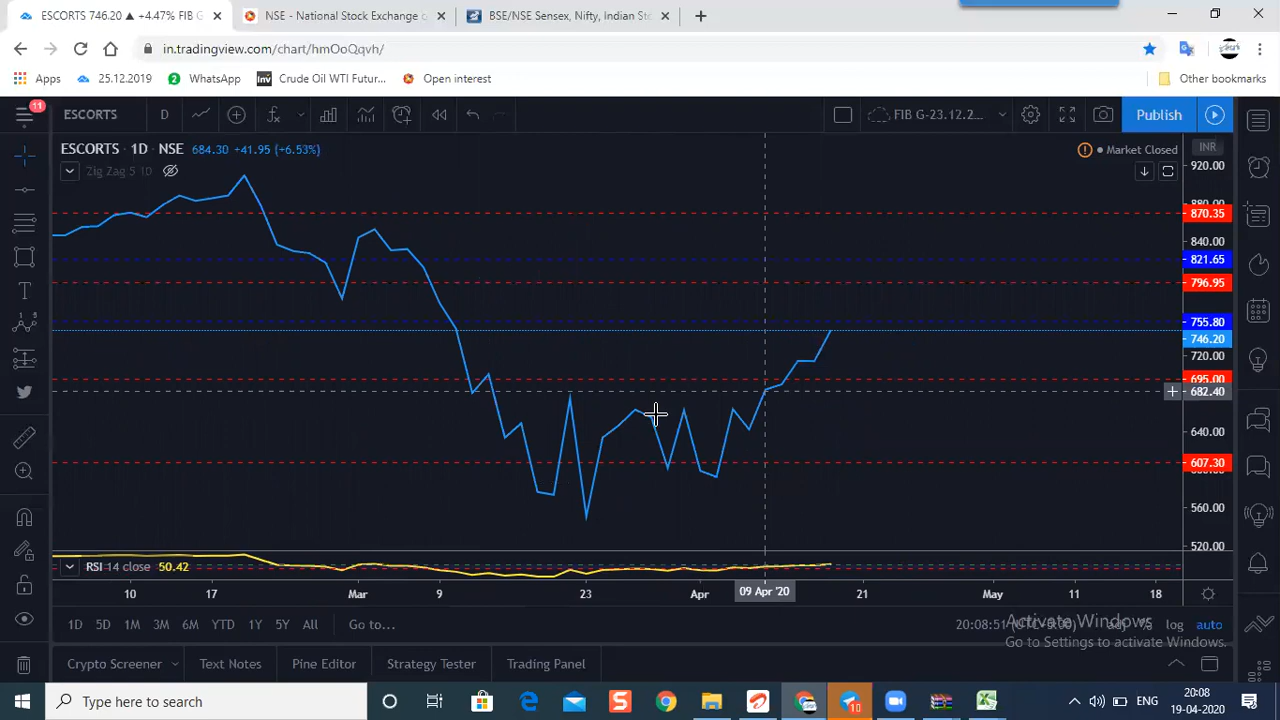 ESCORTS 746.20 ▲ +4.47% FIB G
NSE - National Stock Exchange o
BSE/NSE Sensex, Nifty, Indian St
in.tradingview.com/chart/hmOoQqvh/
Apps
25.12.2019
2 WhatsApp
Inv Crude Oil WTI Futur...
Open interest
Other bookmarks
11
ESCORTS
D
FIB G-23.12.2...
Publish
ESCORTS · 1D · NSE 684.30 +41.95 (+6.53%)
Market Closed
INR
Zig Zag 5 10
920.00
880.00
870.35
840.00
821.65
796.95
755.80
746.20
720.00
695.00
682.40
640.00
607.30
560.00
520.00
RSI 14 close 50.42
10
17
Mar
9
23
Apr
09 Apr '20
21
May
11
18
1D 5D 1M 3M 6M YTD 1Y 5Y All Go to...
20:08:51
adj % log auto
Activate Windows
Go to Settings to activate Windows.
Crypto Screener
Text Notes
Pine Editor
Strategy Tester
Trading Panel
Type here to search
10
ENG
20:08
19-04-2020